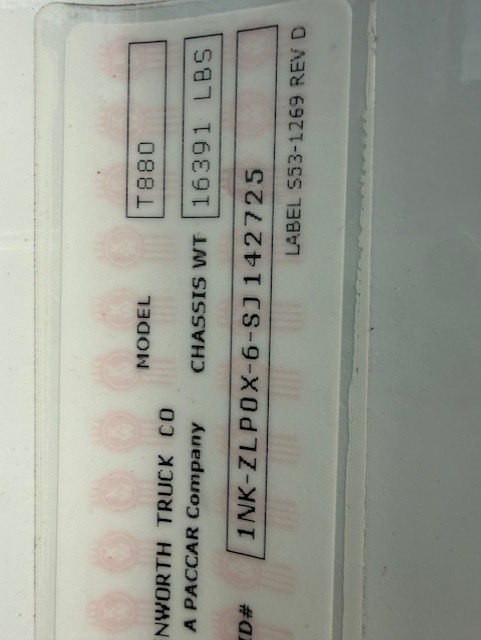 NWORTH TRUCK CO MODEL T880
A PACCAR Company CHASSIS WT 16391 LBS
ID# 1NK-ZLP0X-6-SJ142725
LABEL S53-1269 REV D